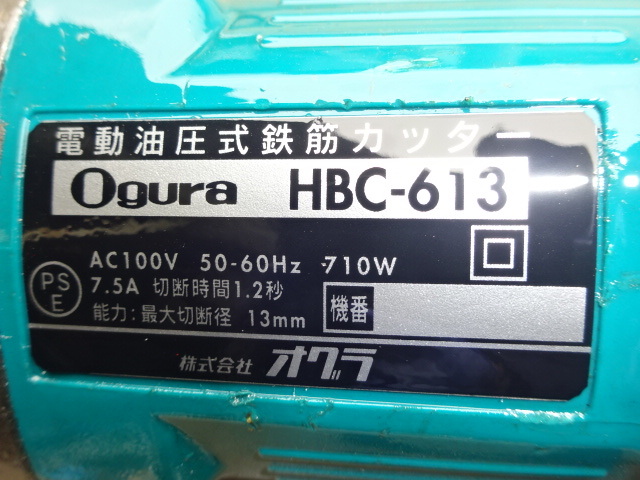 電動油圧式鉄筋カッター
Ogura HBC-613
AC100V 50-60Hz 710W
PS
E
7.5A 切断時間1.2秒
能力:最大切断径 13mm
機番
株式会社 オグラ